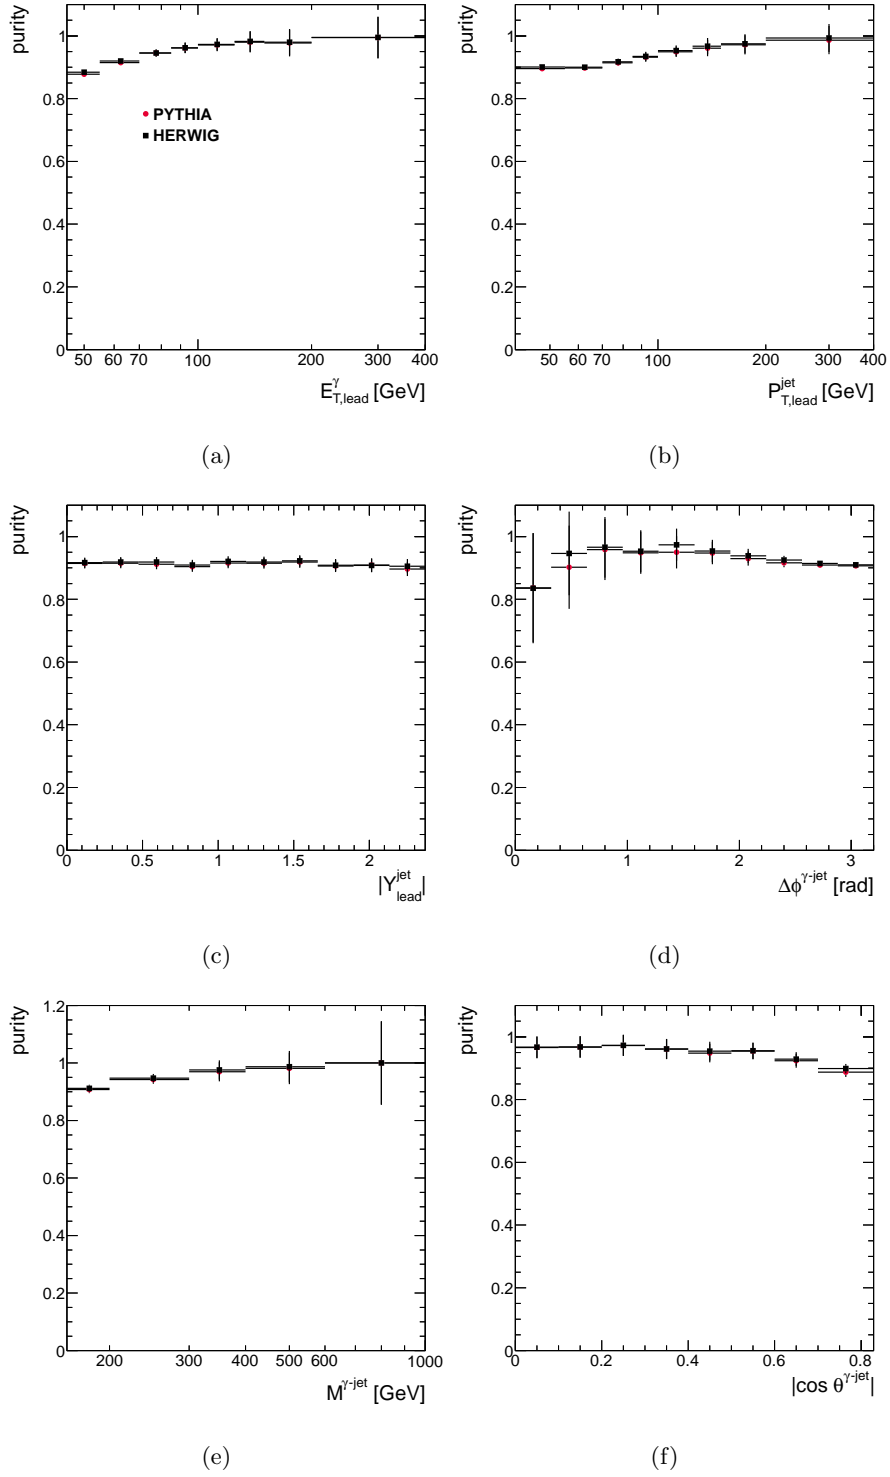 purity
1
0.8
0.6
0.4
0.2
0
PYTHIA
HERWIG
50 60 70 100 200 300 400
E^γ_T,lead [GeV]
(a)
purity
1
0.8
0.6
0.4
0.2
0
50 60 70 100 200 300 400
P^jet_T,lead [GeV]
(b)
purity
1
0.8
0.6
0.4
0.2
0
0 0.5 1 1.5 2
|Y^jet_lead|
(c)
purity
1
0.8
0.6
0.4
0.2
0
0 1 2 3
Δϕ^γ-jet [rad]
(d)
purity
1.2
1
0.8
0.6
0.4
0.2
0
200 300 400 500 600 1000
M^γ-jet [GeV]
(e)
purity
1
0.8
0.6
0.4
0.2
0
0 0.2 0.4 0.6 0.8
|cos θ^γ-jet|
(f)